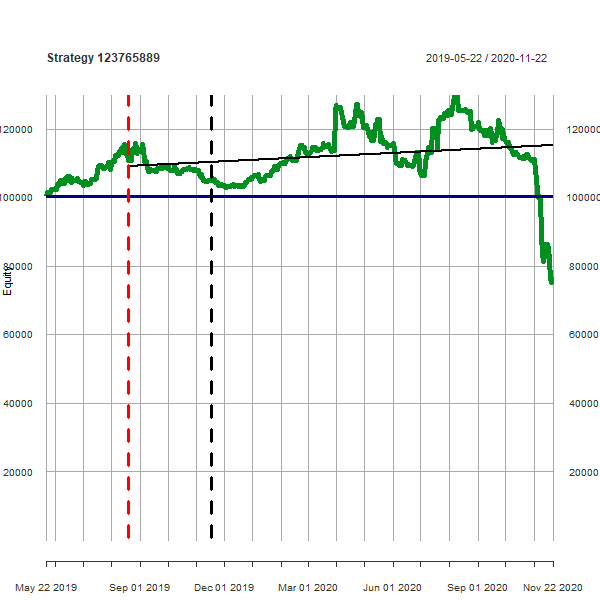 Strategy 123765889 2019-05-22 / 2020-11-22
120000 120000
100000 100000
80000 80000
Equity
60000 60000
40000 40000
20000 20000
May 22 2019 Sep 01 2019 Dec 01 2019 Mar 01 2020 Jun 01 2020 Sep 01 2020 Nov 22 2020